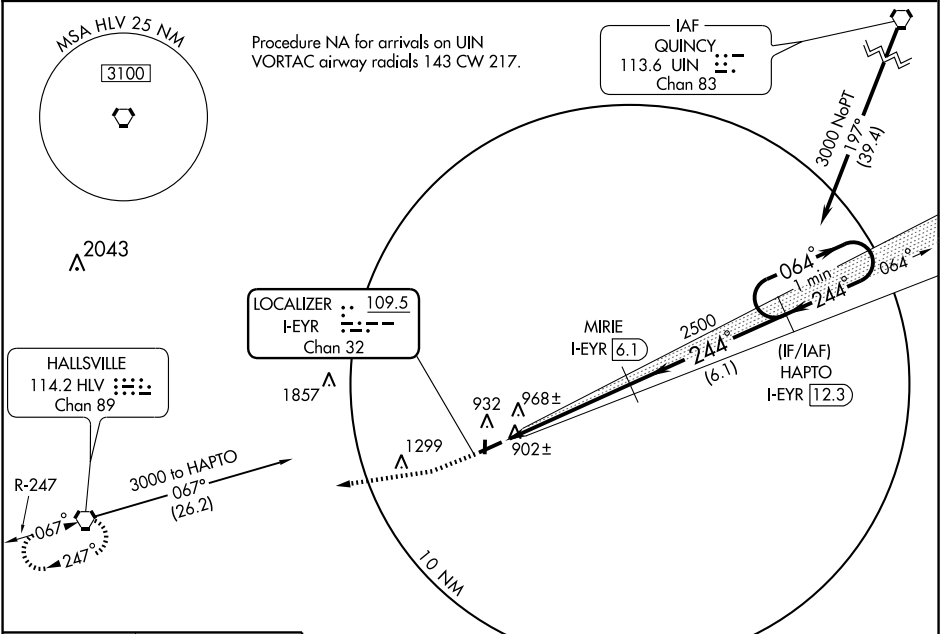 MSA HLV 25 NM
3100
Procedure NA for arrivals on UIN
VORTAC airway radials 143 CW 217.
IAF
QUINCY
113.6 UIN
Chan 83
3000 NoPT
197°
(39.4)
2043
LOCALIZER 109.5
I-EYR
Chan 32
064°
1 min
244°
064°
MIRIE
I-EYR 6.1
2500
244°
(6.1)
(IF/IAF)
HAPTO
I-EYR 12.3
HALLSVILLE
114.2 HLV
Chan 89
1857
932
968±
902±
1299
R-247
067°
247°
3000 to HAPTO
067°
(26.2)
10 NM